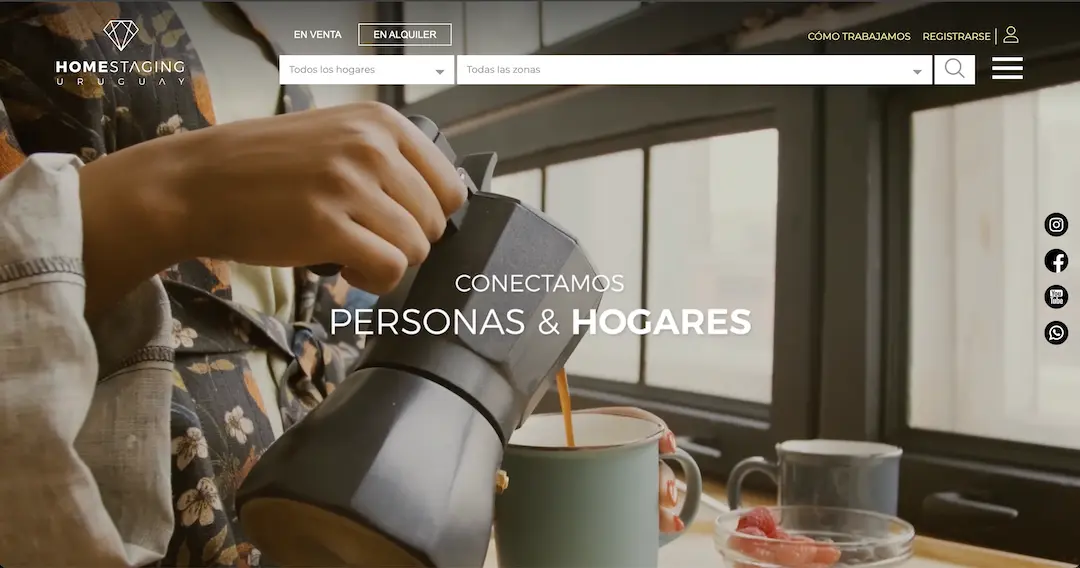 HOMESTAGING
URUGUAY
EN VENTA
EN ALQUILER
CÓMO TRABAJAMOS
REGISTRARSE
Todos los hogares
Todas las zonas
CONECTAMOS
PERSONAS & HOGARES
You
Tube